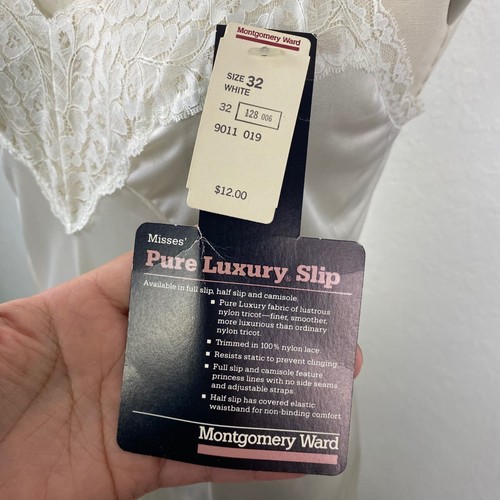 Montgomery Ward
SIZE 32
WHITE
32 128 006
9011 019
$12.00
Misses'
Pure Luxury® Slip
Available in full slip, half slip and camisole.
▪ Pure Luxury fabric of lustrous
nylon tricot—finer, smoother,
more luxurious than ordinary
nylon tricot.
▪ Trimmed in 100% nylon lace.
▪ Resists static to prevent clinging.
▪ Full slip and camisole feature
princess lines with no side seams
and adjustable straps.
▪ Half slip has covered elastic
waistband for non-binding comfort.
Montgomery Ward